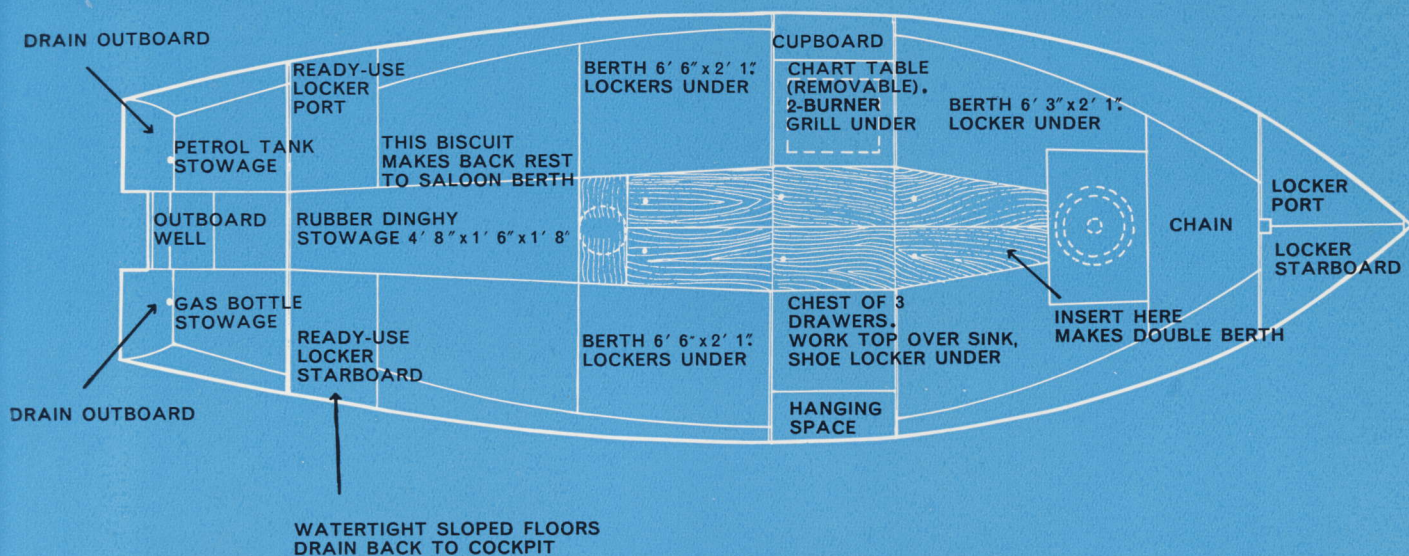 DRAIN OUTBOARD
READY-USE
LOCKER
PORT
PETROL TANK
STOWAGE
THIS BISCUIT
MAKES BACK REST
TO SALOON BERTH
BERTH 6′ 6″ x 2′ 1″.
LOCKERS UNDER
CUPBOARD
CHART TABLE
(REMOVABLE).
2-BURNER
GRILL UNDER
BERTH 6′ 3″ x 2′ 1″.
LOCKER UNDER
OUTBOARD
WELL
RUBBER DINGHY
STOWAGE 4′ 8″ x 1′ 6″ x 1′ 8″
CHAIN
LOCKER
PORT
LOCKER
STARBOARD
GAS BOTTLE
STOWAGE
READY-USE
LOCKER
STARBOARD
BERTH 6′ 6″ x 2′ 1″.
LOCKERS UNDER
CHEST OF 3
DRAWERS.
WORK TOP OVER SINK,
SHOE LOCKER UNDER
INSERT HERE
MAKES DOUBLE BERTH
DRAIN OUTBOARD
HANGING
SPACE
WATERTIGHT SLOPED FLOORS
DRAIN BACK TO COCKPIT